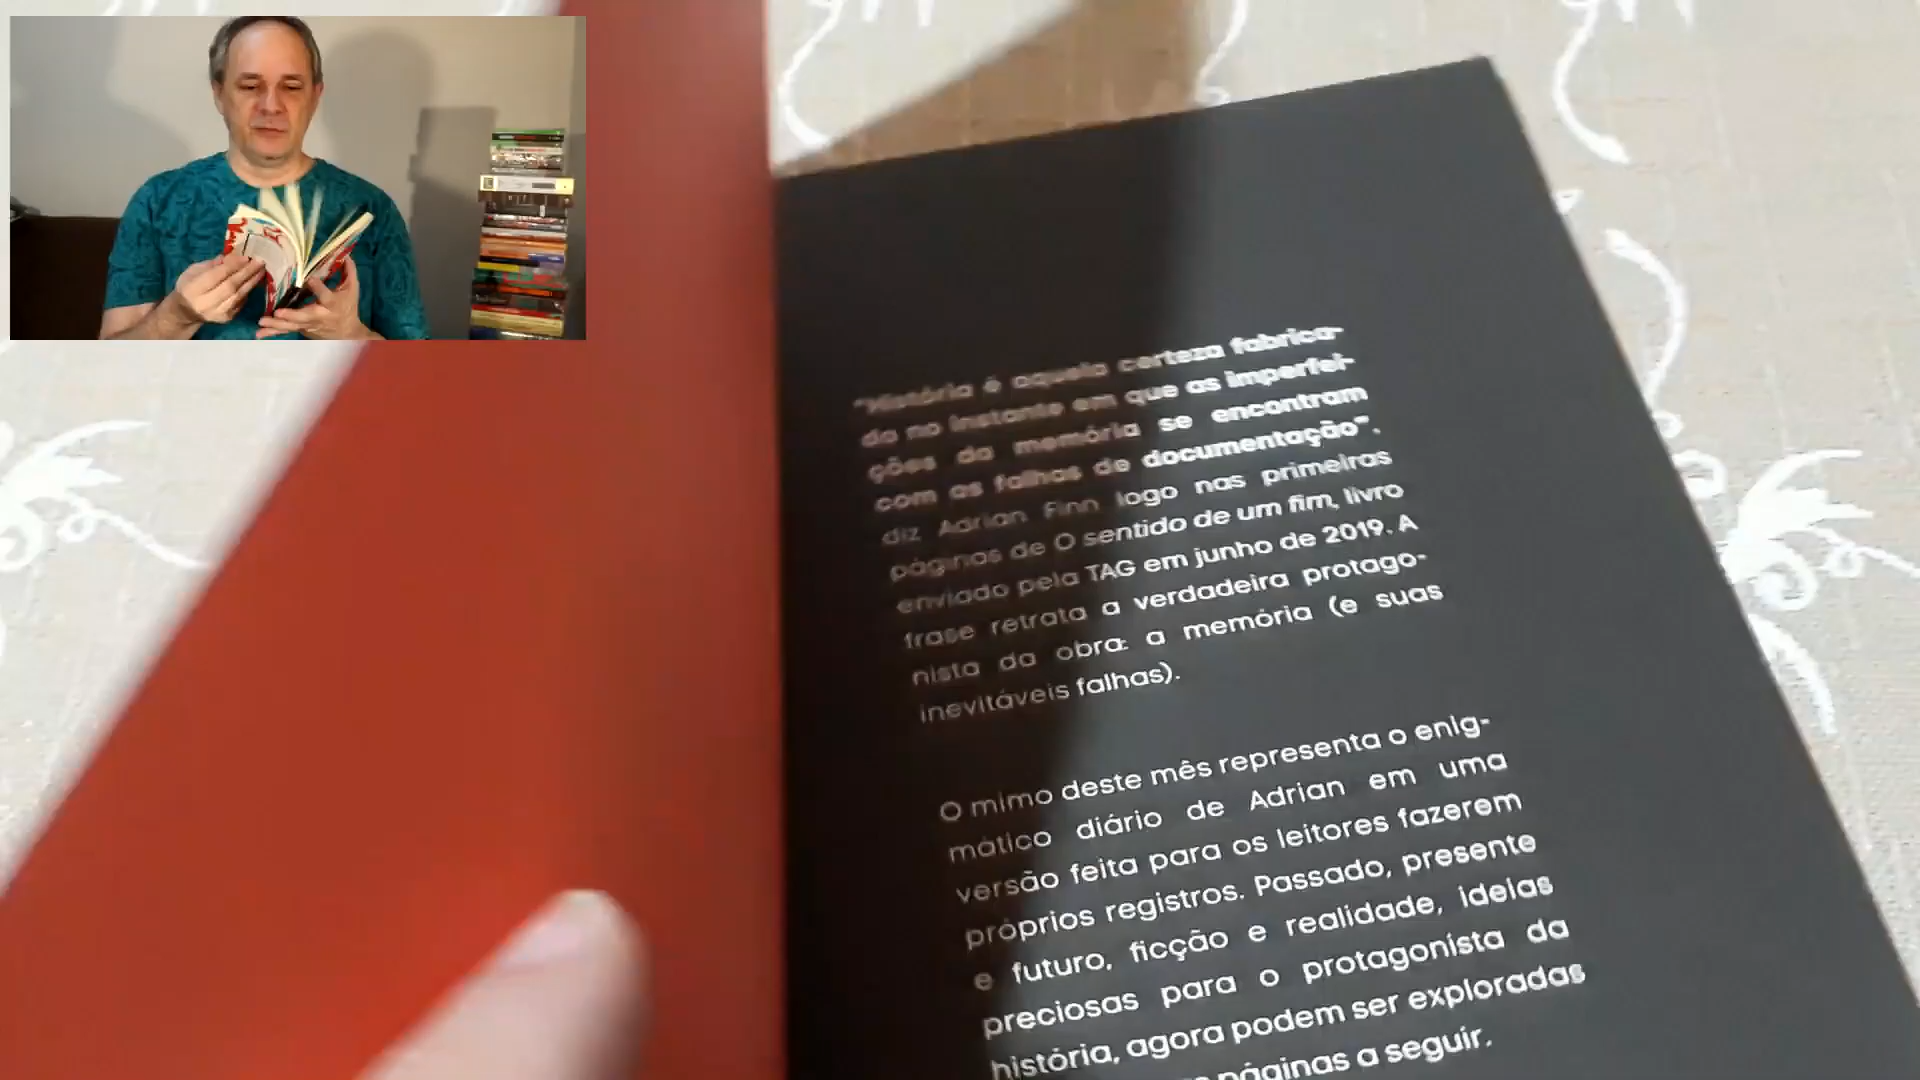 "História é aquela certeza fabrica-
da no instante em que as imperfei-
ções da memória se encontram
com as falhas de documentação".
diz Adrian Finn logo nas primeiras
páginas de O sentido de um fim, livro
enviado pela TAG em junho de 2019. A
frase retrata a verdadeira protago-
nista da obra: a memória (e suas
inevitáveis falhas).
O mimo deste mês representa o enig-
mático diário de Adrian em uma
versão feita para os leitores fazerem
próprios registros. Passado, presente
e futuro, ficção e realidade, ideias
preciosas para o protagonista da
história, agora podem ser exploradas
páginas a seguir.